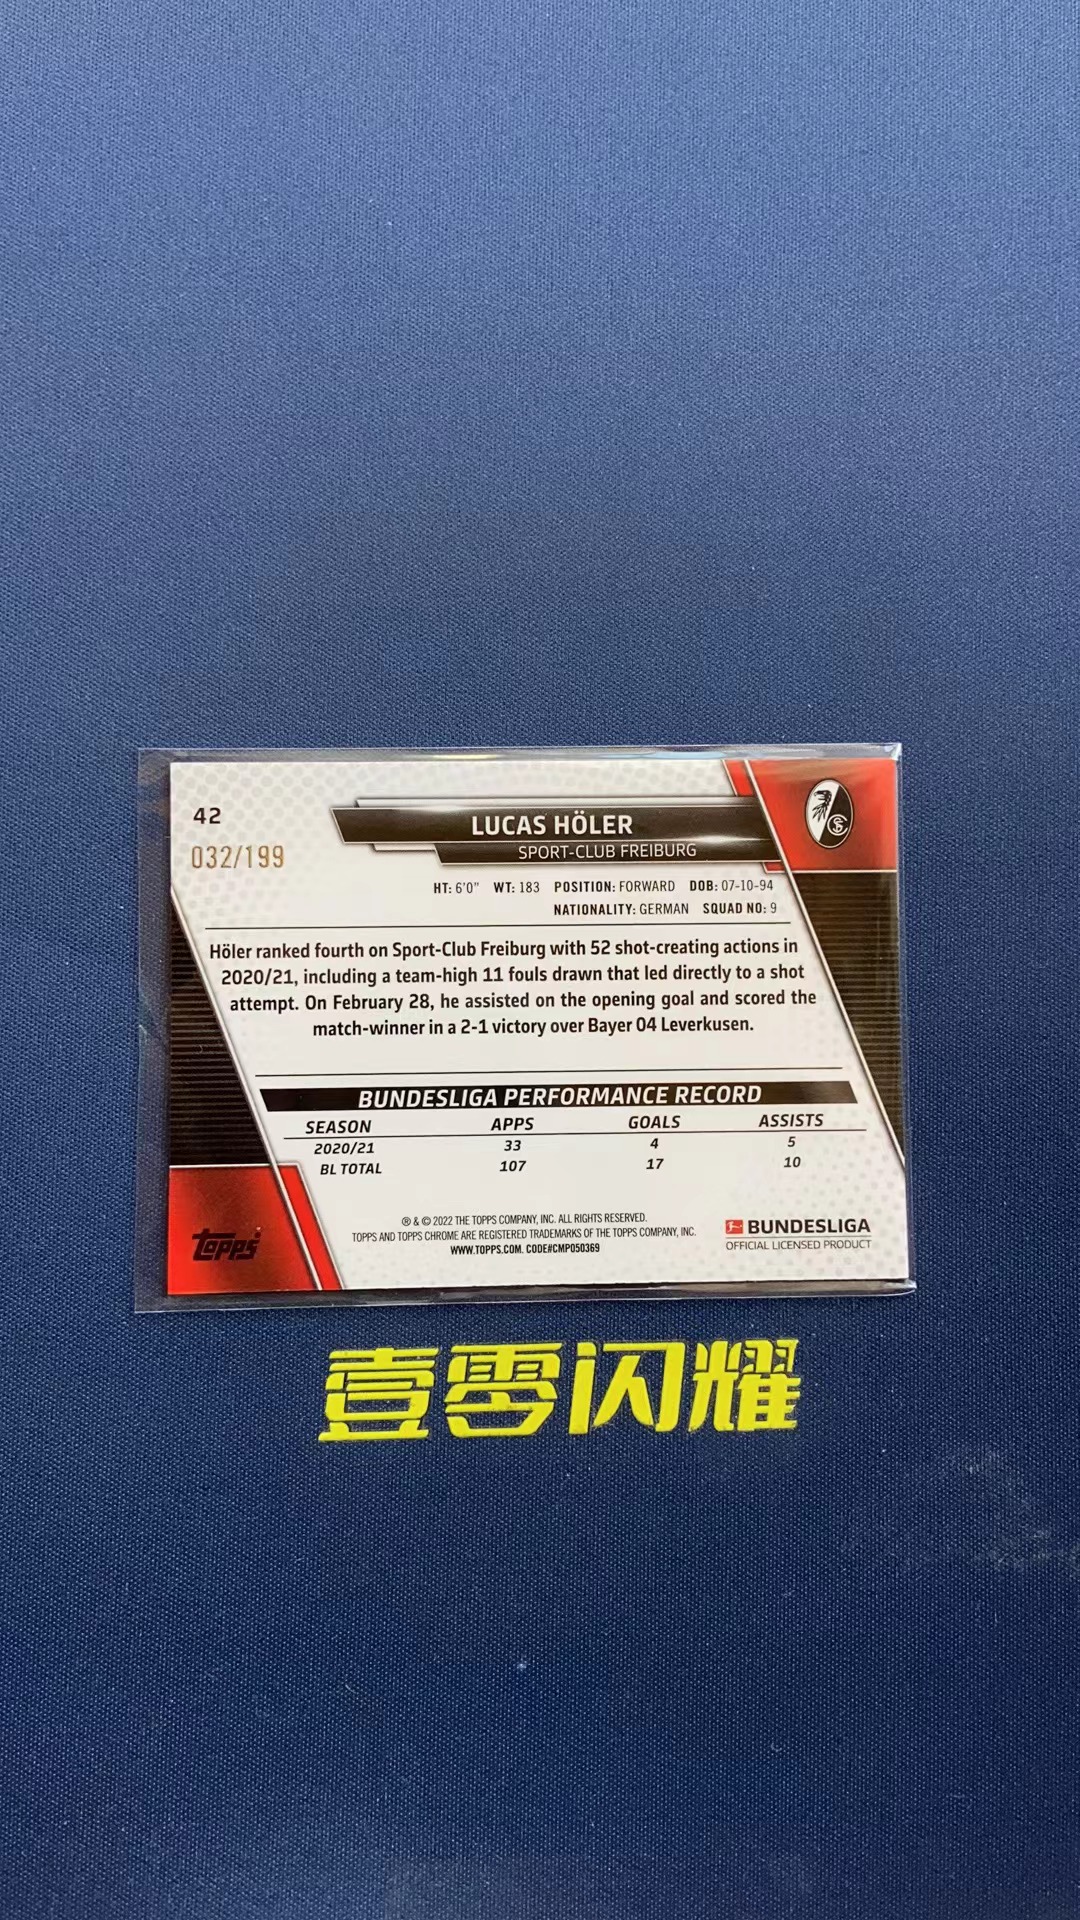 42
032/199
LUCAS HÖLER
SPORT-CLUB FREIBURG
HT: 6'0" WT: 183 POSITION: FORWARD DOB: 07-10-94
NATIONALITY: GERMAN SQUAD NO: 9
Höler ranked fourth on Sport-Club Freiburg with 52 shot-creating actions in
2020/21, including a team-high 11 fouls drawn that led directly to a shot
attempt. On February 28, he assisted on the opening goal and scored the
match-winner in a 2-1 victory over Bayer 04 Leverkusen.
BUNDESLIGA PERFORMANCE RECORD
SEASON APPS GOALS ASSISTS
2020/21 33 4 5
BL TOTAL 107 17 10
® & © 2022 THE TOPPS COMPANY, INC. ALL RIGHTS RESERVED.
TOPPS AND TOPPS CHROME ARE REGISTERED TRADEMARKS OF THE TOPPS COMPANY, INC.
WWW.TOPPS.COM. CODE#CMP050369
topps
BUNDESLIGA
OFFICIAL LICENSED PRODUCT
壹零闪耀